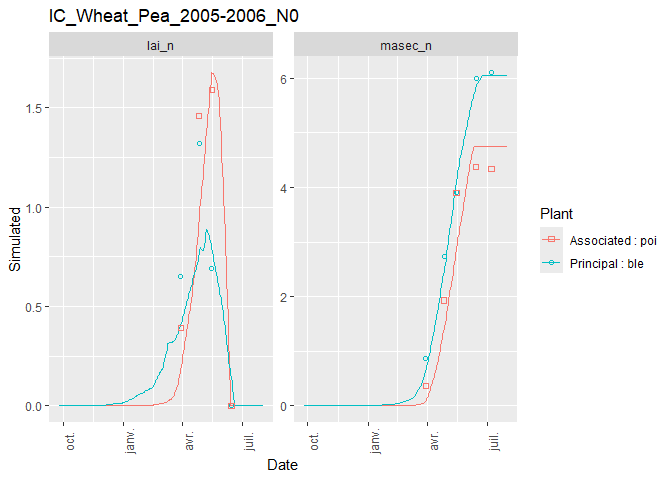 IC_Wheat_Pea_2005-2006_N0
lai_n
masec_n
1.5
1.0
0.5
0.0
6
4
2
0
Simulated
oct.
janv.
avr.
juil.
oct.
janv.
avr.
juil.
Date
Plant
Associated : poi
Principal : ble